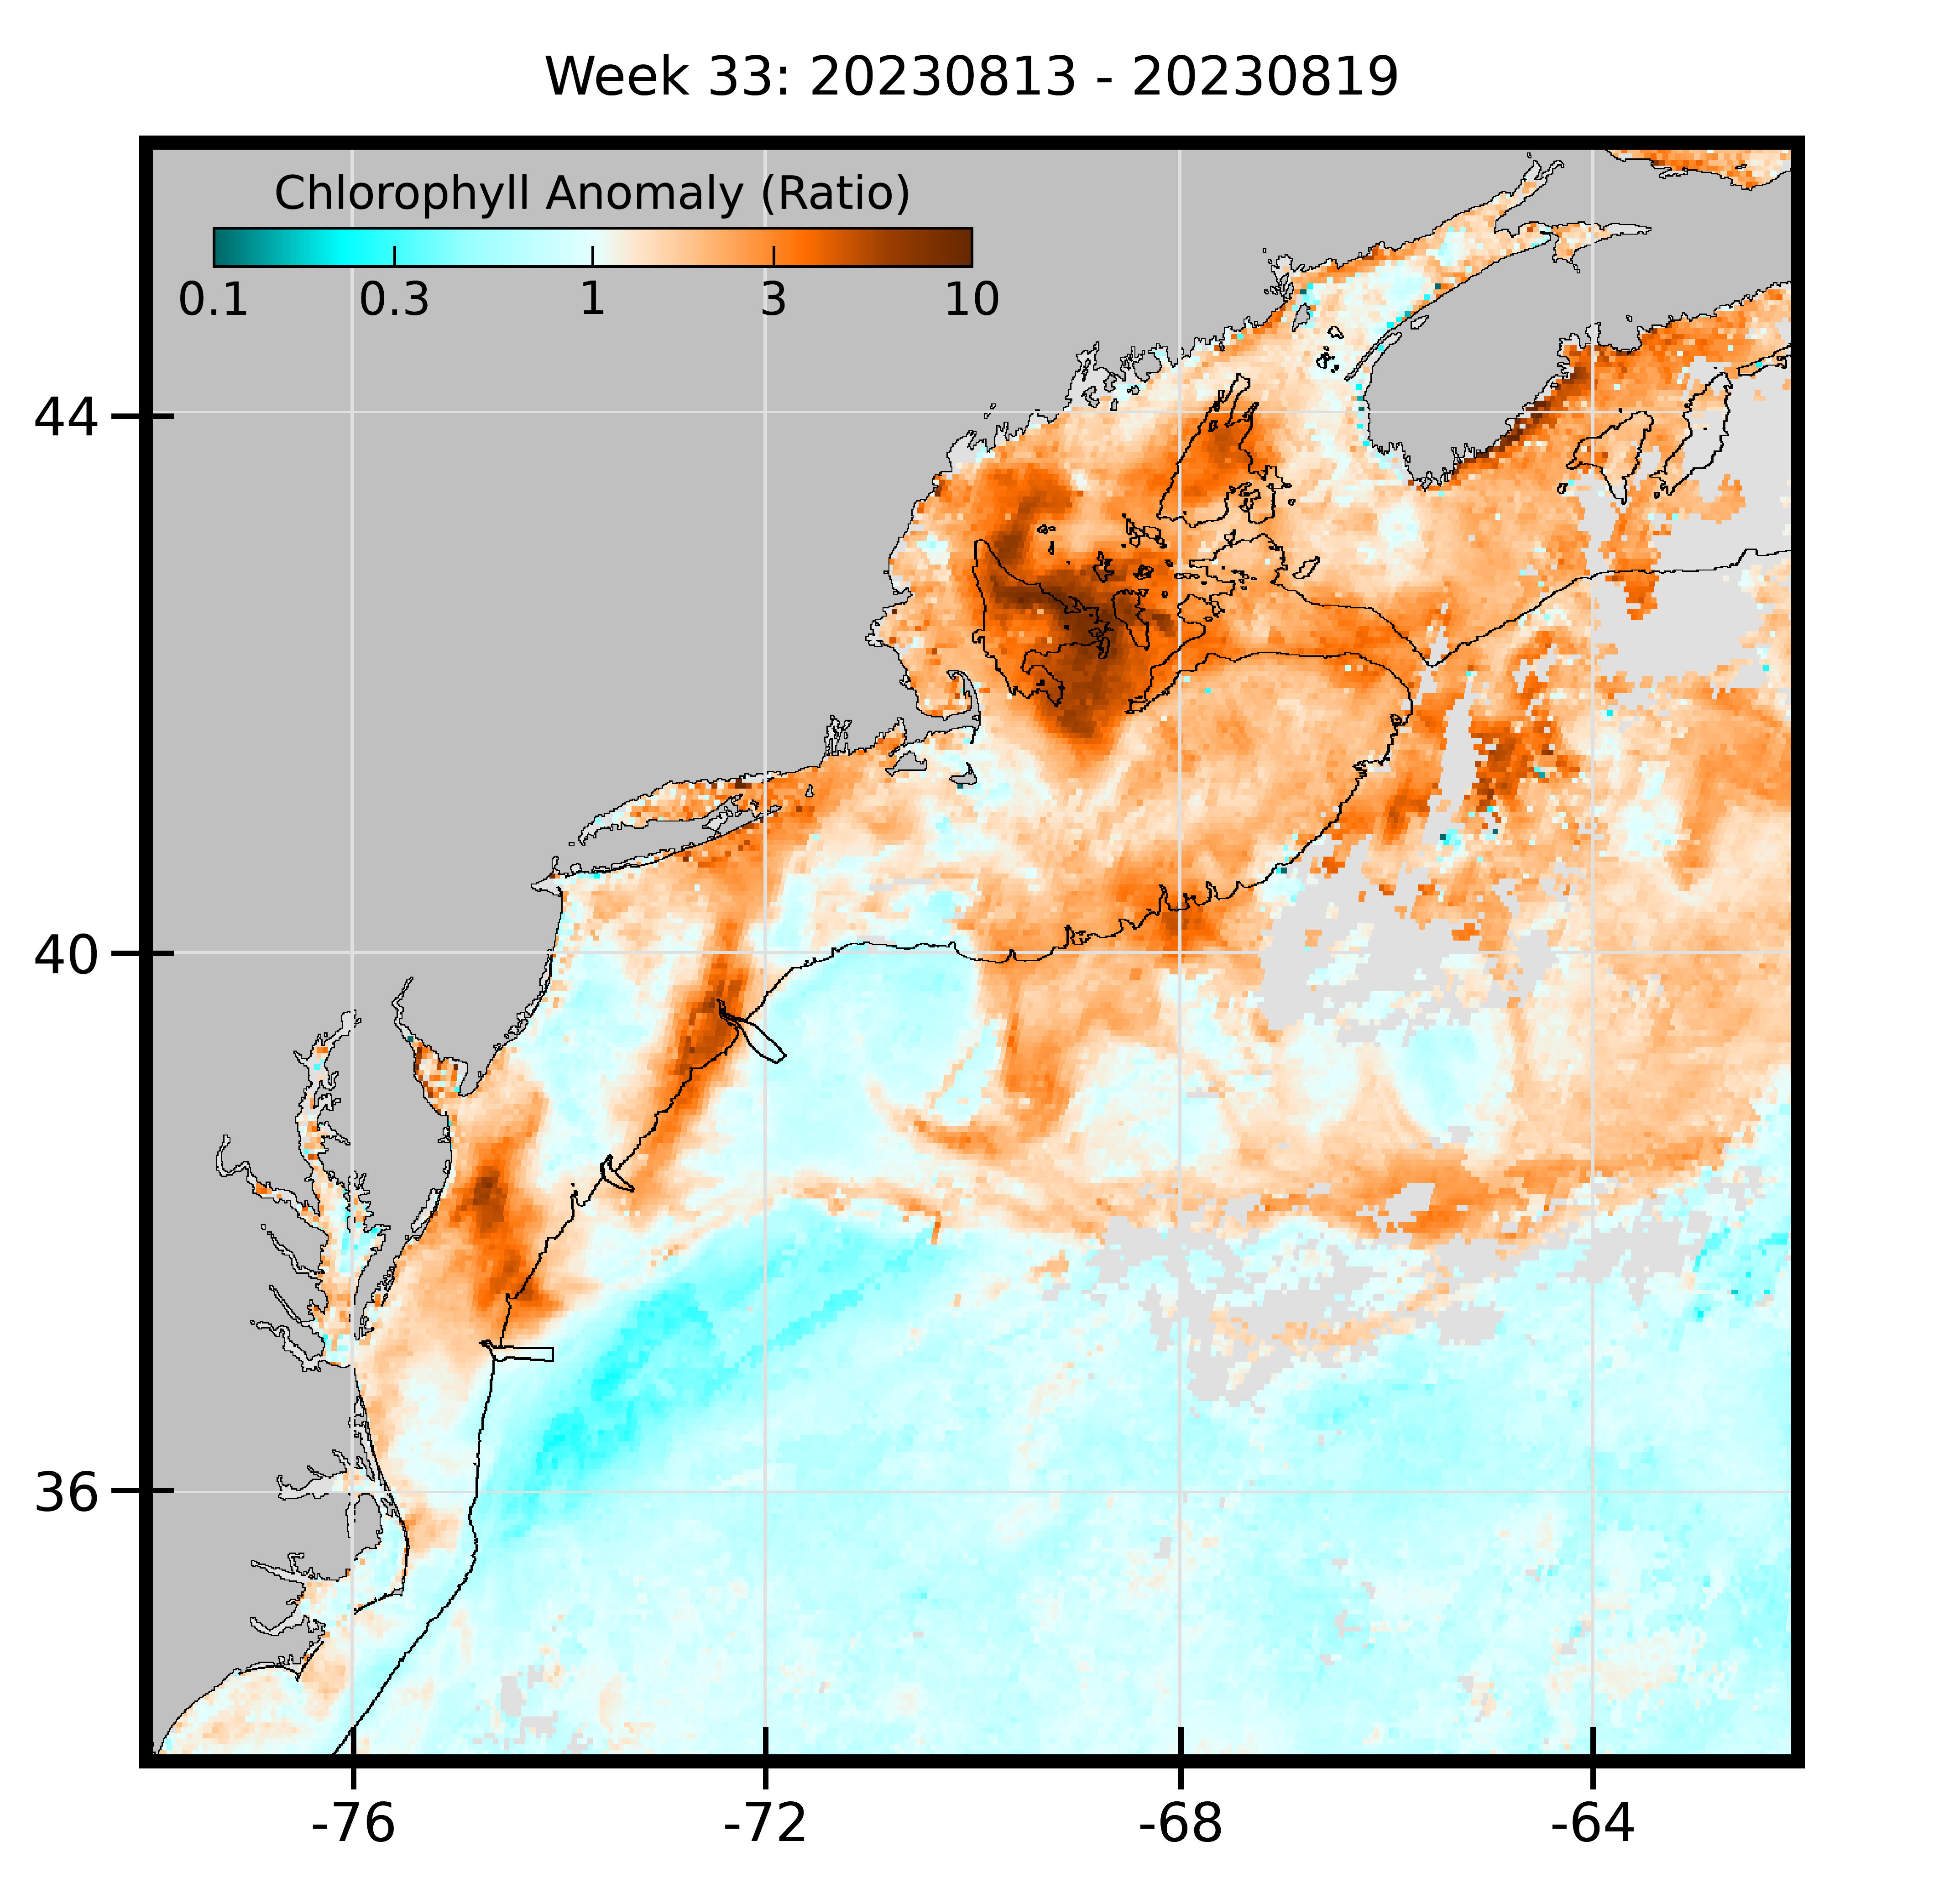 Week 33: 20230813 - 20230819
Chlorophyll Anomaly (Ratio)
0.1 0.3 1 3 10
44
40
36
-76 -72 -68 -64